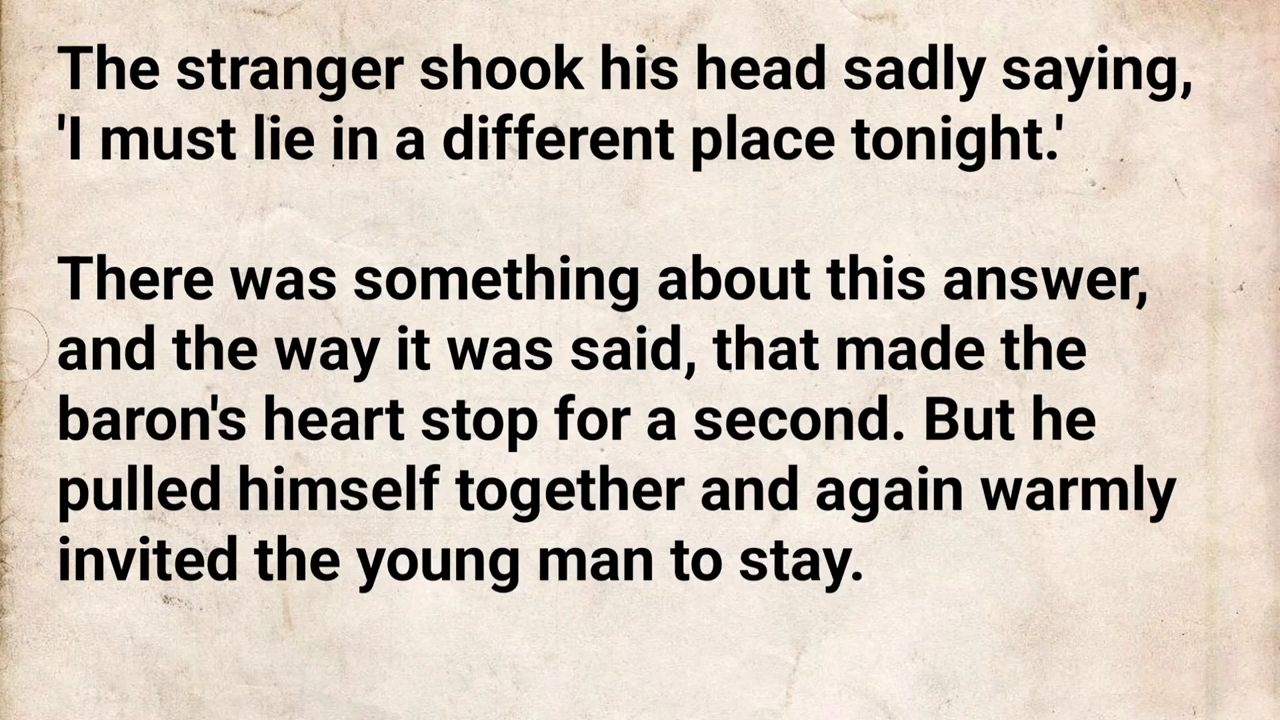 The stranger shook his head sadly saying,
'I must lie in a different place tonight.'
There was something about this answer,
and the way it was said, that made the
baron's heart stop for a second. But he
pulled himself together and again warmly
invited the young man to stay.